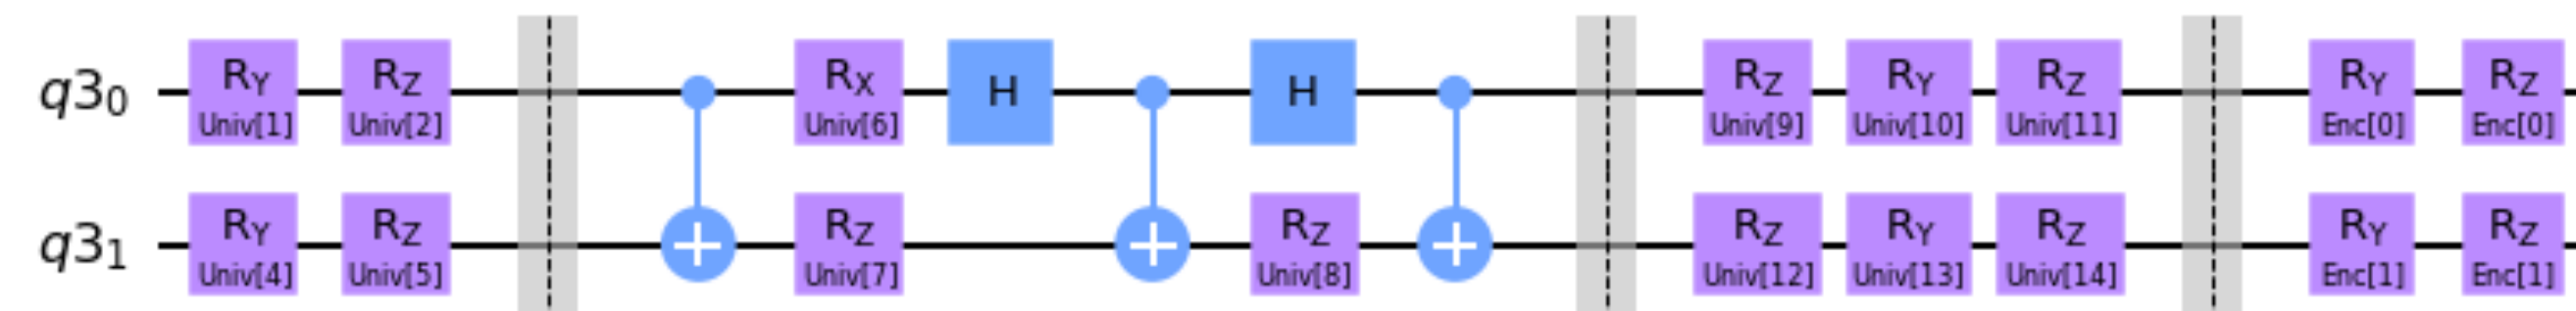 R_Y R_Z R_X H H R_Z R_Y R_Z R_Y R_Z
q3_0 Univ[1] Univ[2] Univ[6] Univ[9] Univ[10] Univ[11] Enc[0] Enc[0]
R_Y R_Z R_Z R_Z R_Z R_Y R_Z R_Y R_Z
q3_1 Univ[4] Univ[5] Univ[7] Univ[8] Univ[12] Univ[13] Univ[14] Enc[1] Enc[1]